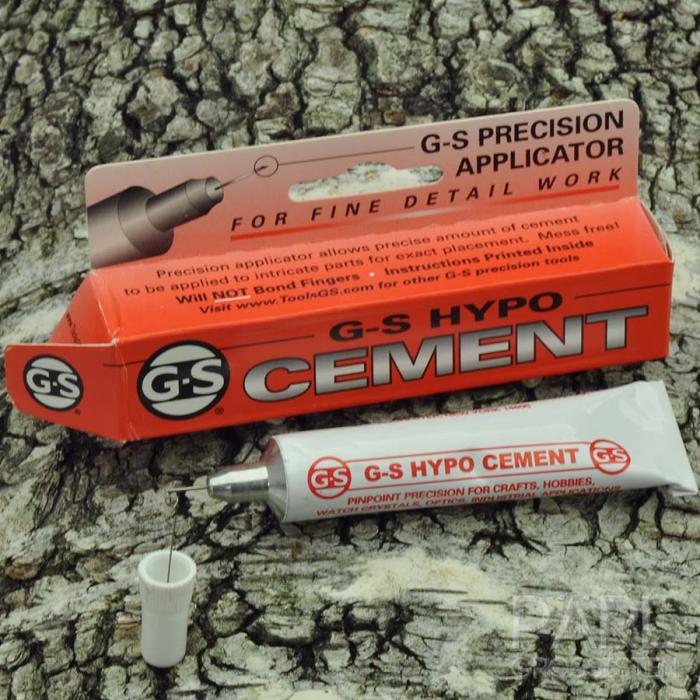 G-S PRECISION
APPLICATOR
FOR FINE DETAIL WORK
Precision applicator allows precise amount of cement
to be applied to intricate parts for exact placement. Mess free!
Will NOT Bond Fingers • Instructions Printed Inside
Visit www.ToolsGS.com for other G-S precision tools
G-S HYPO
CEMENT
G-S ®
G-S ®
G-S
G-S HYPO CEMENT
G-S
PINPOINT PRECISION FOR CRAFTS, HOBBIES,
WATCH CRYSTALS, OPTICS, INDUSTRIAL APPLICATIONS
PARL